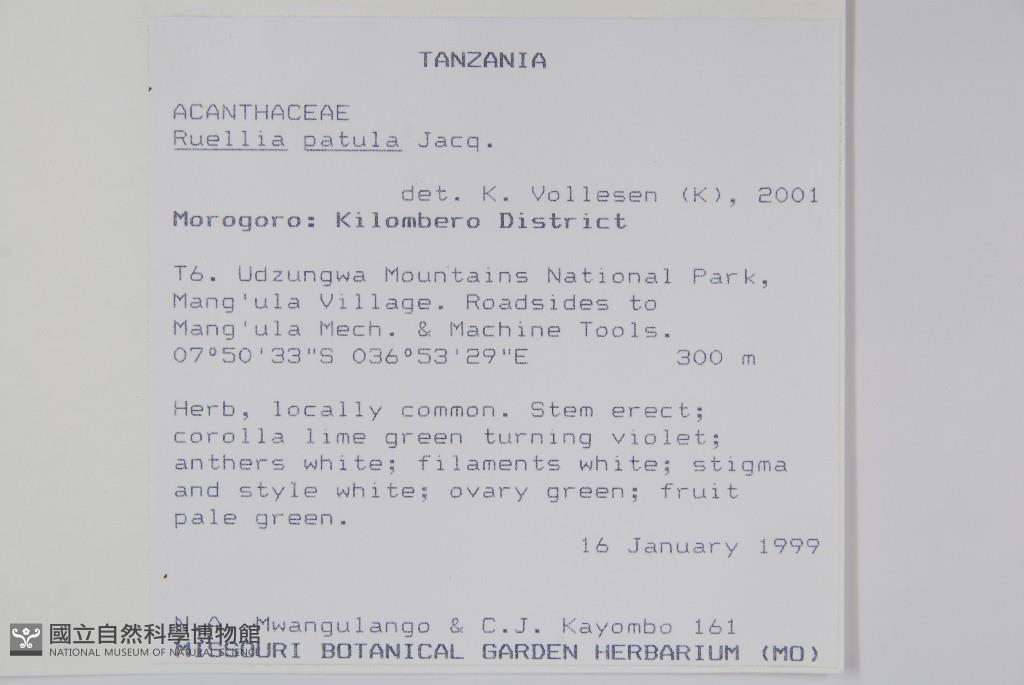 TANZANIA
ACANTHACEAE
Ruellia patula Jacq.
det. K. Vollesen (K), 2001
Morogoro: Kilombero District
T6. Udzungwa Mountains National Park,
Mang'ula Village. Roadsides to
Mang'ula Mech. & Machine Tools.
07°50'33"S 036°53'29"E 300 m
Herb, locally common. Stem erect;
corolla lime green turning violet;
anthers white; filaments white; stigma
and style white; ovary green; fruit
pale green.
16 January 1999
N.A. Mwangulango & C.J. Kayombo 161
MISSOURI BOTANICAL GARDEN HERBARIUM (MO)
國立自然科學博物館
NATIONAL MUSEUM OF NATURAL SCIENCE